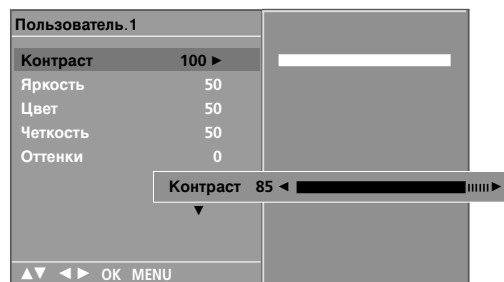 Пользователь.1
Контраст 100 ►
Яркость 50
Цвет 50
Четкость 50
Оттенки 0
Контраст 85 ◄ ►
▼
▲▼ ◄► OK MENU